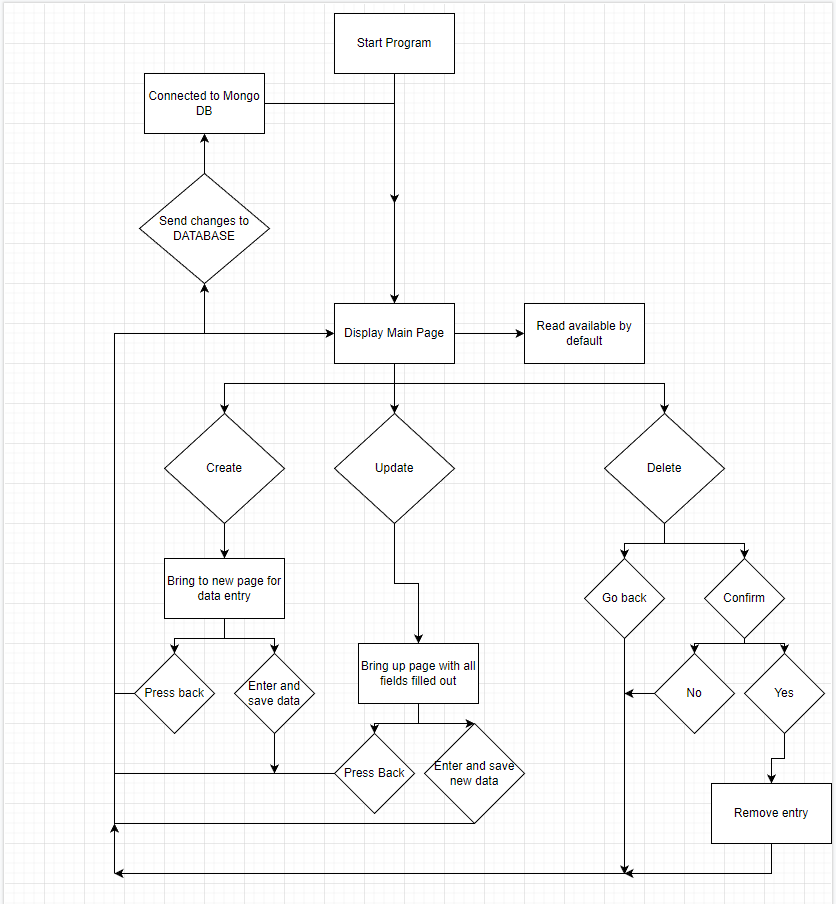 Start Program
Connected to Mongo
DB
Send changes to
DATABASE
Display Main Page
Read available by
default
Create
Update
Delete
Bring to new page for
data entry
Go back
Confirm
Bring up page with all
fields filled out
Press back
Enter and
save data
No
Yes
Press Back
Enter and save
new data
Remove entry